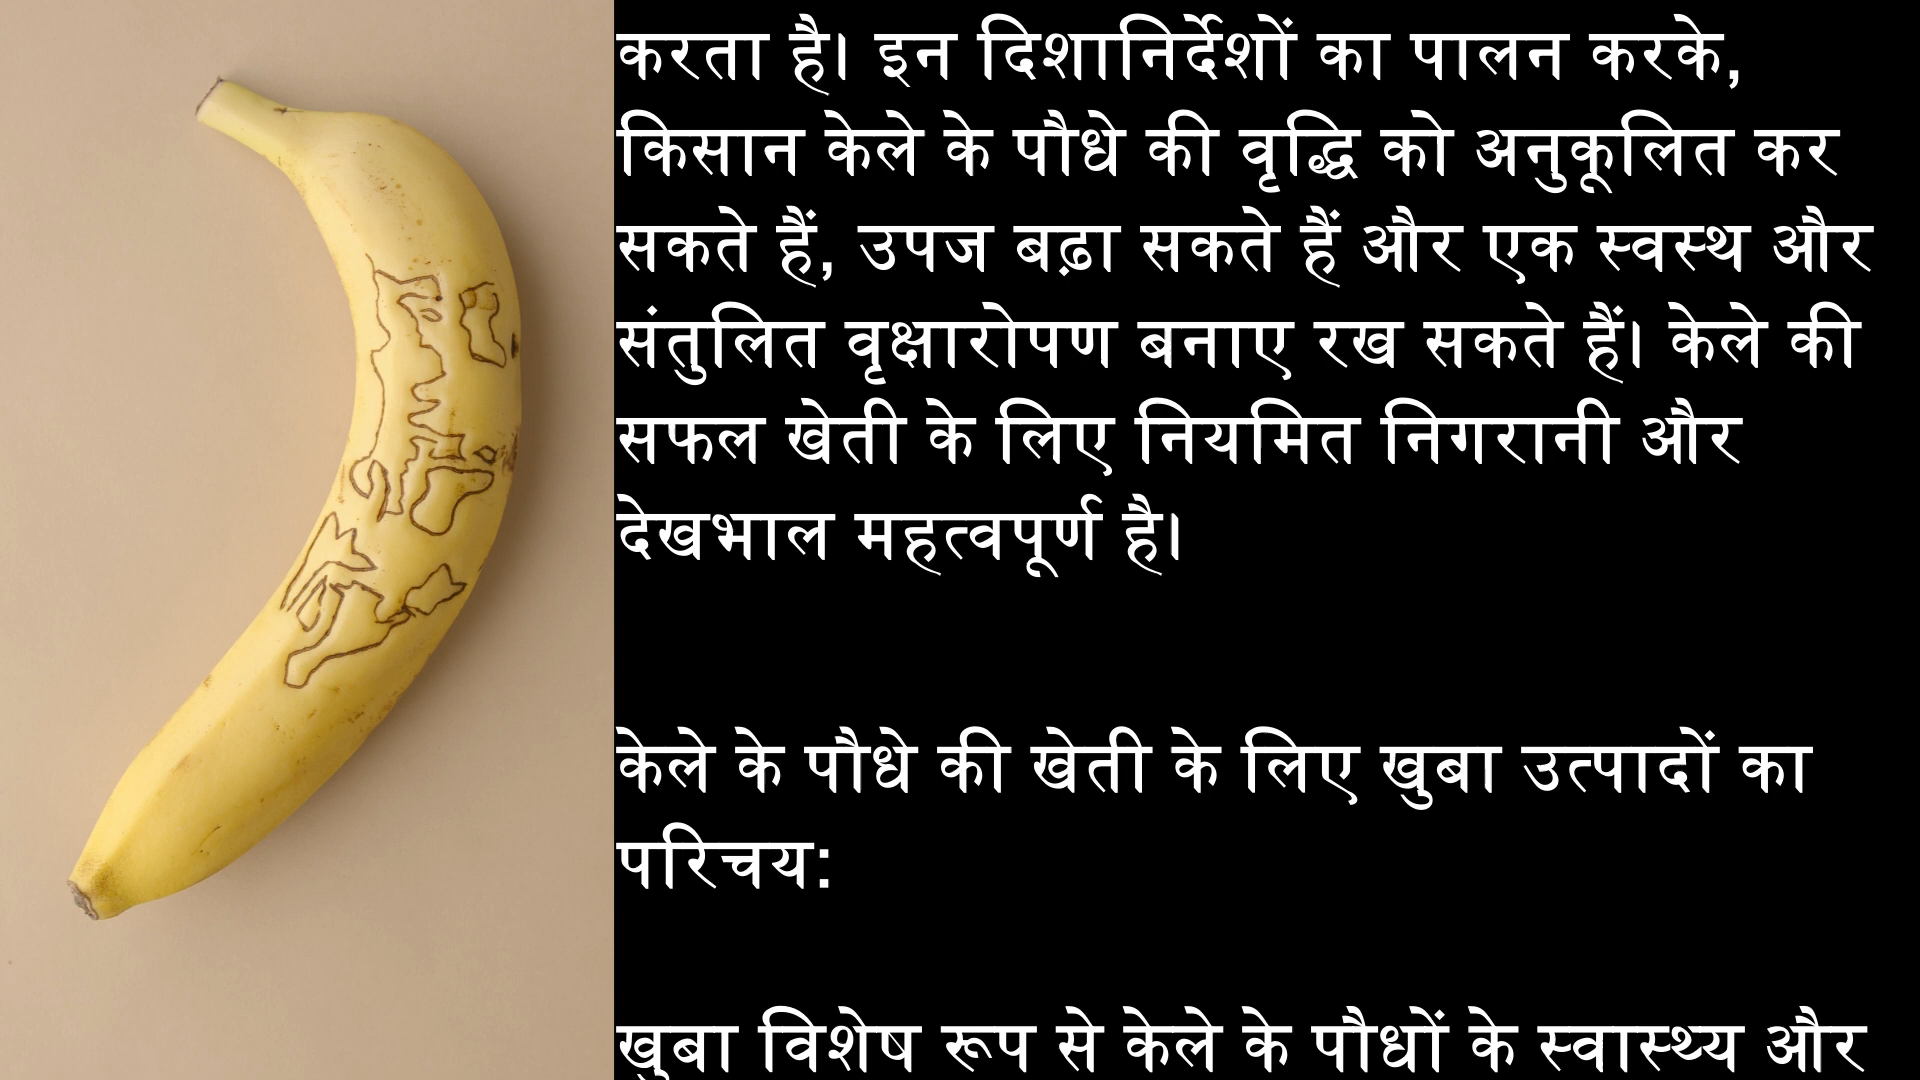 करता है। इन दिशानिर्देशों का पालन करके,
किसान केले के पौधे की वृद्धि को अनुकूलित कर
सकते हैं, उपज बढ़ा सकते हैं और एक स्वस्थ और
संतुलित वृक्षारोपण बनाए रख सकते हैं। केले की
सफल खेती के लिए नियमित निगरानी और
देखभाल महत्वपूर्ण है।
केले के पौधे की खेती के लिए खुबा उत्पादों का
परिचय:
खुबा विशेष रूप से केले के पौधों के स्वास्थ्य और